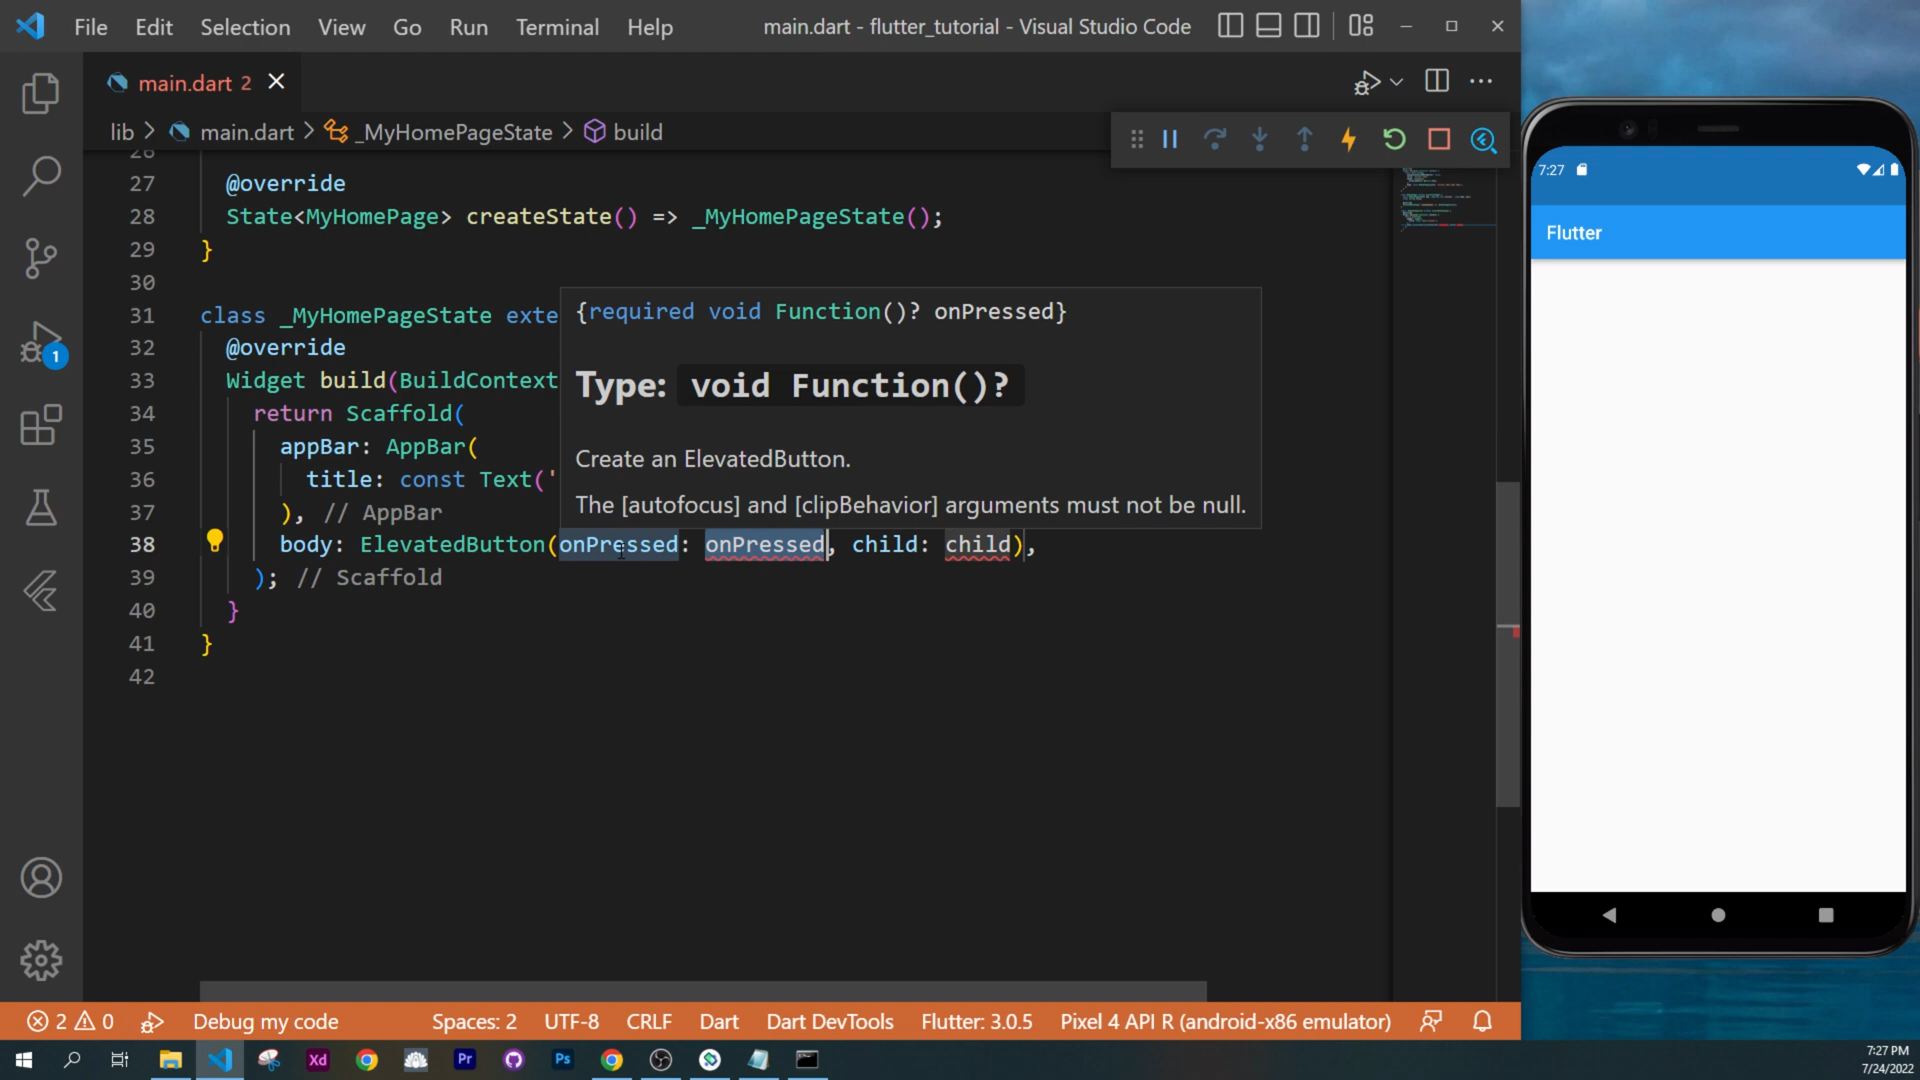 File Edit Selection View Go Run Terminal Help
main.dart - flutter_tutorial - Visual Studio Code
main.dart 2
lib > main.dart > _MyHomePageState > build
26
27 @override
28 State<MyHomePage> createState() => _MyHomePageState();
29 }
30
31 class _MyHomePageState exte
32 @override
33 Widget build(BuildContext
34 return Scaffold(
35 appBar: AppBar(
36 title: const Text('
37 ), // AppBar
38 body: ElevatedButton(onPressed: onPressed, child: child),
39 ); // Scaffold
40 }
41 }
42
{required void Function()? onPressed}
Type: void Function()?
Create an ElevatedButton.
The [autofocus] and [clipBehavior] arguments must not be null.
1
7:27
Flutter
2 0 Debug my code Spaces: 2 UTF-8 CRLF Dart Dart DevTools Flutter: 3.0.5 Pixel 4 API R (android-x86 emulator)
Xd Pr Ps
7:27 PM
7/24/2022